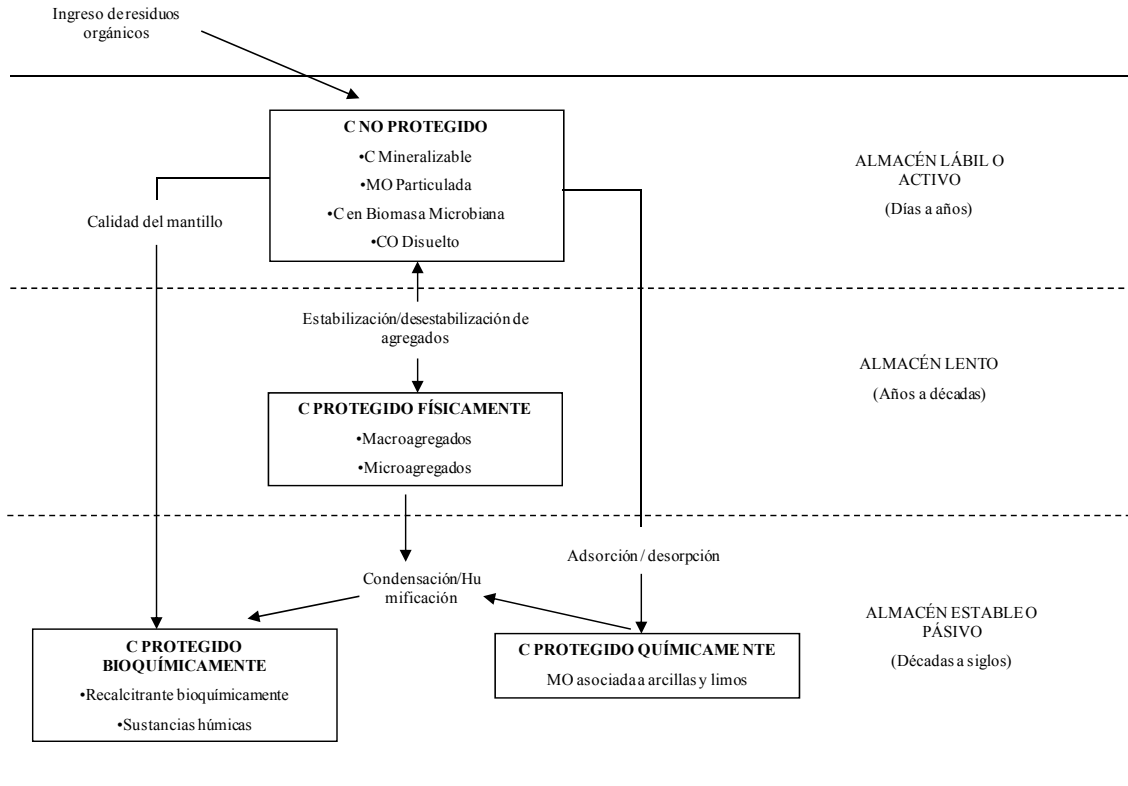 Ingreso de residuos
orgánicos
C NO PROTEGIDO
•C Mineralizable
•MO Particulada
•C en Biomasa Microbiana
•CO Disuelto
ALMACÉN LÁBIL O
ACTIVO
(Días a años)
Calidad del mantillo
Estabilización/desestabilización de
agregados
ALMACÉN LENTO
(Años a décadas)
C PROTEGIDO FÍSICAMENTE
•Macroagregados
•Microagregados
Adsorción / desorpción
Condensación/Hu
mificación
ALMACÉN ESTABLE O
PÁSIVO
(Décadas a siglos)
C PROTEGIDO
BIOQUÍMICAMENTE
•Recalcitrante bioquímicamente
•Sustancias húmicas
C PROTEGIDO QUÍMICAMENTE
MO asociada a arcillas y limos